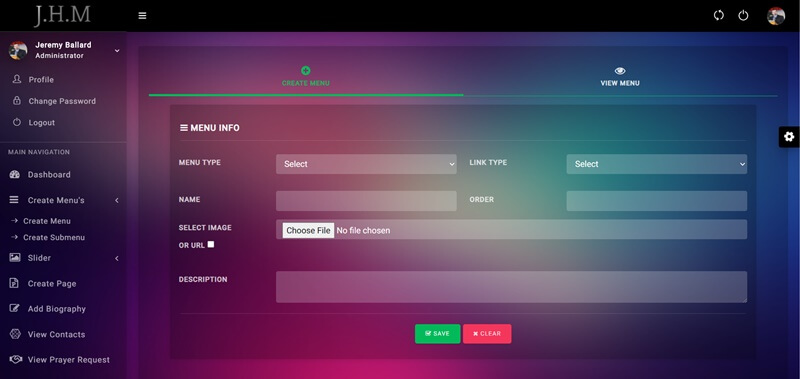 J.H.M
Jeremy Ballard
Administrator
Profile
Change Password
Logout
MAIN NAVIGATION
Dashboard
Create Menu's
Create Menu
Create Submenu
Slider
Create Page
Add Biography
View Contacts
View Prayer Request
CREATE MENU
VIEW MENU
MENU INFO
MENU TYPE
Select
LINK TYPE
Select
NAME
ORDER
SELECT IMAGE
Choose File No file chosen
OR URL
DESCRIPTION
SAVE
CLEAR